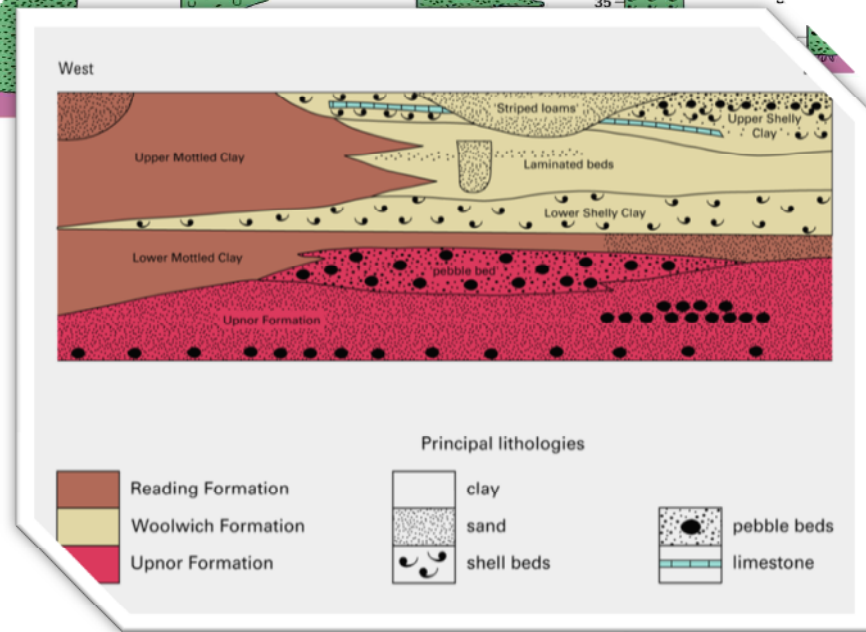 35
West
'Striped loams'
Upper Shelly
Clay
Upper Mottled Clay
Laminated beds
Lower Shelly Clay
Lower Mottled Clay
pebble bed
Upnor Formation
Principal lithologies
Reading Formation
clay
Woolwich Formation
sand
pebble beds
Upnor Formation
shell beds
limestone